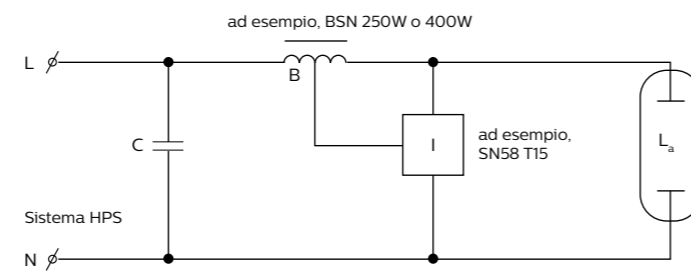 ad esempio, BSN 250W o 400W
L
B
C
I
ad esempio,
SN58 T15
La
Sistema HPS
N